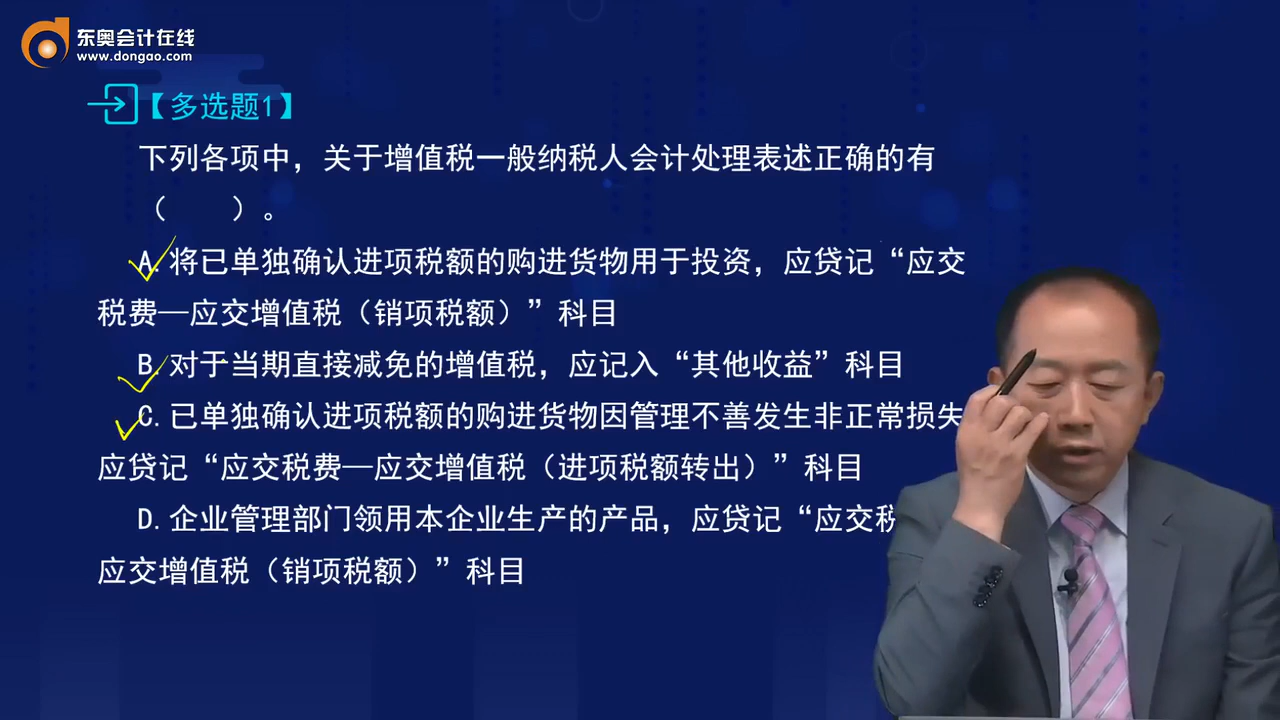 东奥会计在线
www.dongao.com
【多选题1】
下列各项中，关于增值税一般纳税人会计处理表述正确的有
（　　）。
A.将已单独确认进项税额的购进货物用于投资，应贷记“应交
税费—应交增值税（销项税额）”科目
B.对于当期直接减免的增值税，应记入“其他收益”科目
C.已单独确认进项税额的购进货物因管理不善发生非正常损失
应贷记“应交税费—应交增值税（进项税额转出）”科目
D.企业管理部门领用本企业生产的产品，应贷记“应交税
应交增值税（销项税额）”科目